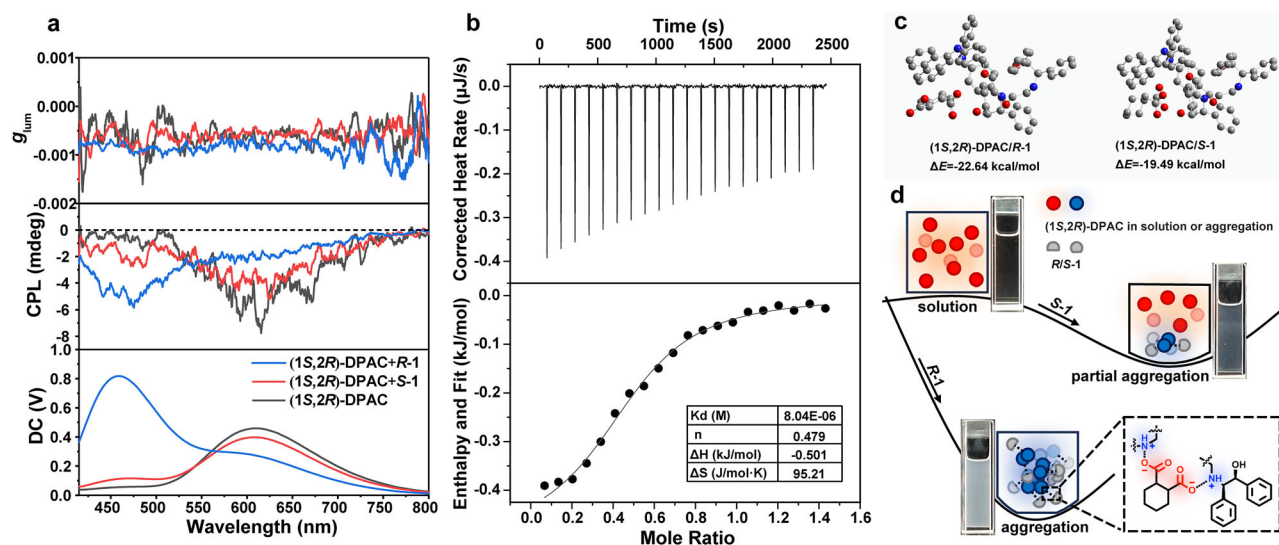 a
0.001
0.000
-0.001
-0.002
g_lum
0
-2
-4
-6
-8
CPL (mdeg)
1.0
0.8
0.6
0.4
0.2
0.0
DC (V)
(1S,2R)-DPAC+R-1
(1S,2R)-DPAC+S-1
(1S,2R)-DPAC
450 500 550 600 650 700 750 800
Wavelength (nm)
b
Time (s)
0 500 1000 1500 2000 2500
0.0
-0.1
-0.2
-0.3
-0.4
Corrected Heat Rate (µJ/s)
0.0
-0.1
-0.2
-0.3
-0.4
Enthalpy and Fit (kJ/mol)
Kd (M) 8.04E-06
n 0.479
ΔH (kJ/mol) -0.501
ΔS (J/mol·K) 95.21
0.0 0.2 0.4 0.6 0.8 1.0 1.2 1.4 1.6
Mole Ratio
c
(1S,2R)-DPAC/R-1
ΔE=-22.64 kcal/mol
(1S,2R)-DPAC/S-1
ΔE=-19.49 kcal/mol
d
(1S,2R)-DPAC in solution or aggregation
R/S-1
solution
S-1
partial aggregation
R-1
aggregation
NH
+
O
-
O
O
O
-
NH
+
OH